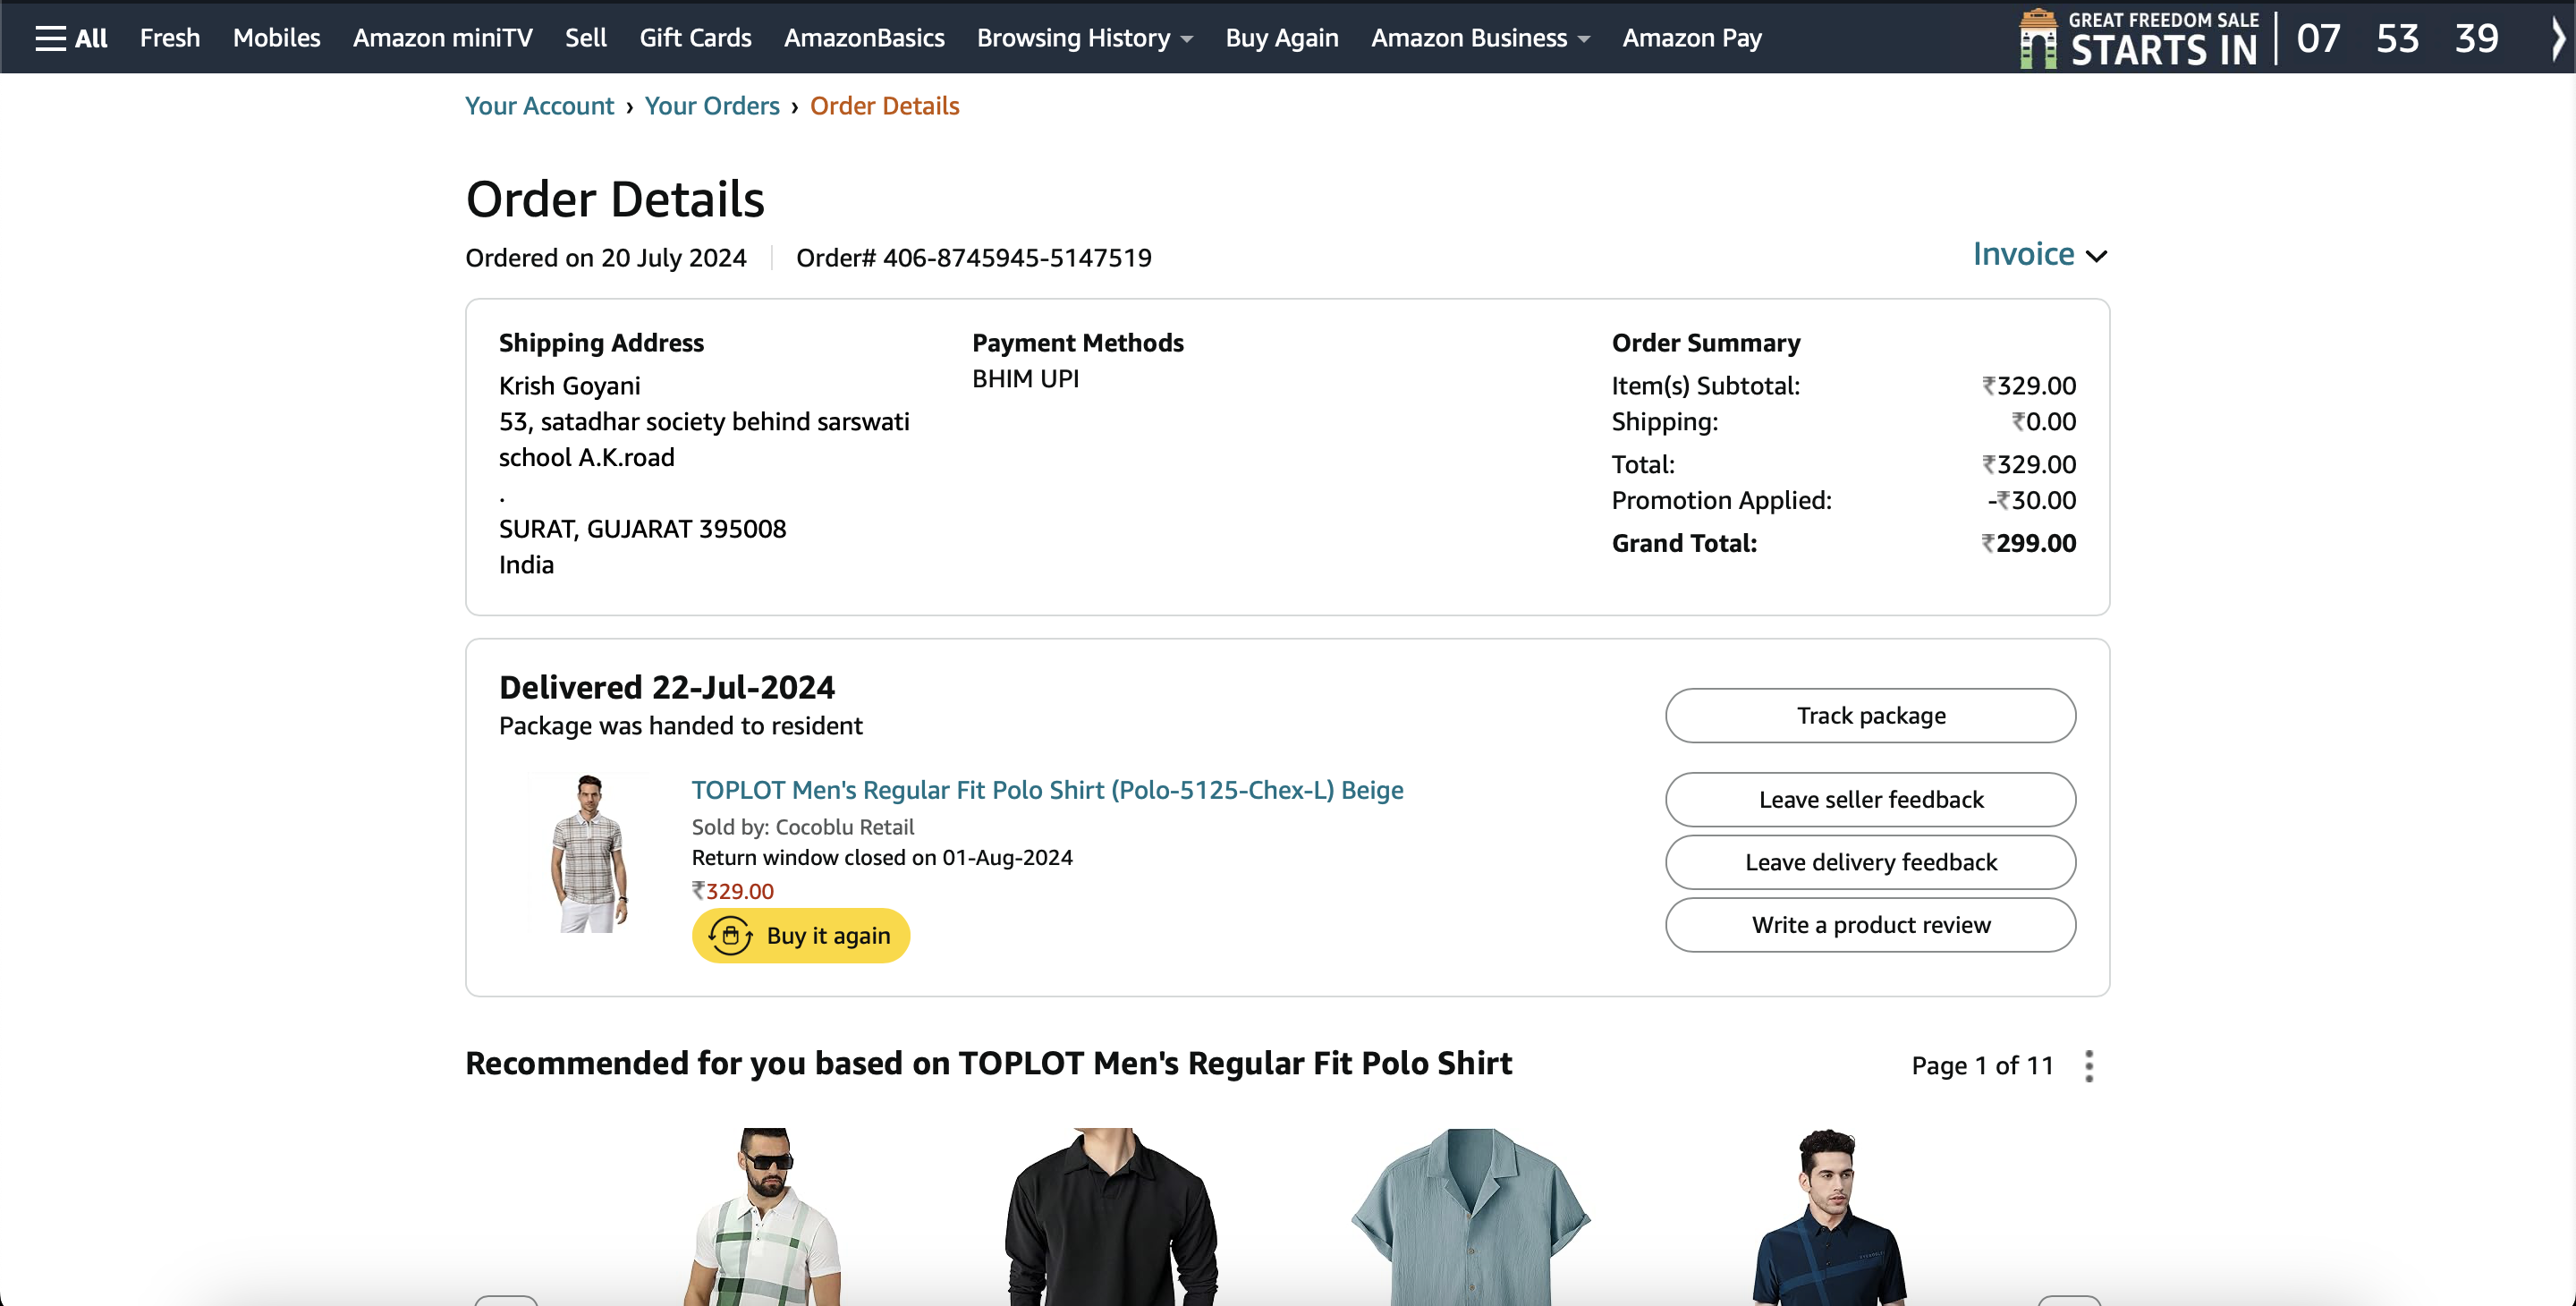 All Fresh Mobiles Amazon miniTV Sell Gift Cards AmazonBasics Browsing History Buy Again Amazon Business Amazon Pay
GREAT FREEDOM SALE
STARTS IN 07 53 39
Your Account › Your Orders › Order Details
Order Details
Ordered on 20 July 2024 Order# 406-8745945-5147519
Invoice
Shipping Address
Krish Goyani
53, satadhar society behind sarswati
school A.K.road
.
SURAT, GUJARAT 395008
India
Payment Methods
BHIM UPI
Order Summary
Item(s) Subtotal: ₹329.00
Shipping: ₹0.00
Total: ₹329.00
Promotion Applied: -₹30.00
Grand Total: ₹299.00
Delivered 22-Jul-2024
Package was handed to resident
TOPLOT Men's Regular Fit Polo Shirt (Polo-5125-Chex-L) Beige
Sold by: Cocoblu Retail
Return window closed on 01-Aug-2024
₹329.00
Buy it again
Track package
Leave seller feedback
Leave delivery feedback
Write a product review
Recommended for you based on TOPLOT Men's Regular Fit Polo Shirt
Page 1 of 11